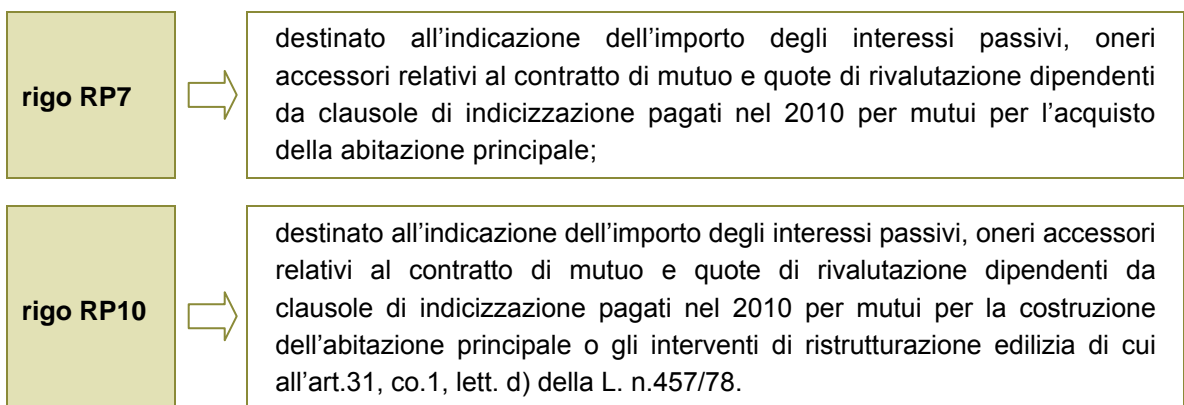 rigo RP7
destinato all’indicazione dell’importo degli interessi passivi, oneri
accessori relativi al contratto di mutuo e quote di rivalutazione dipendenti
da clausole di indicizzazione pagati nel 2010 per mutui per l’acquisto
della abitazione principale;
rigo RP10
destinato all’indicazione dell’importo degli interessi passivi, oneri accessori
relativi al contratto di mutuo e quote di rivalutazione dipendenti da
clausole di indicizzazione pagati nel 2010 per mutui per la costruzione
dell’abitazione principale o gli interventi di ristrutturazione edilizia di cui
all’art.31, co.1, lett. d) della L. n.457/78.